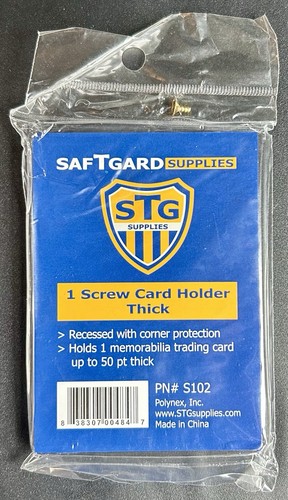 SAFTGARD SUPPLIES
STG
SUPPLIES
1 Screw Card Holder
Thick
> Recessed with corner protection
> Holds 1 memorabilia trading card
up to 50 pt thick
PN# S102
Polynex, Inc.
www.STGsupplies.com
Made in China
8 38307 00484 7